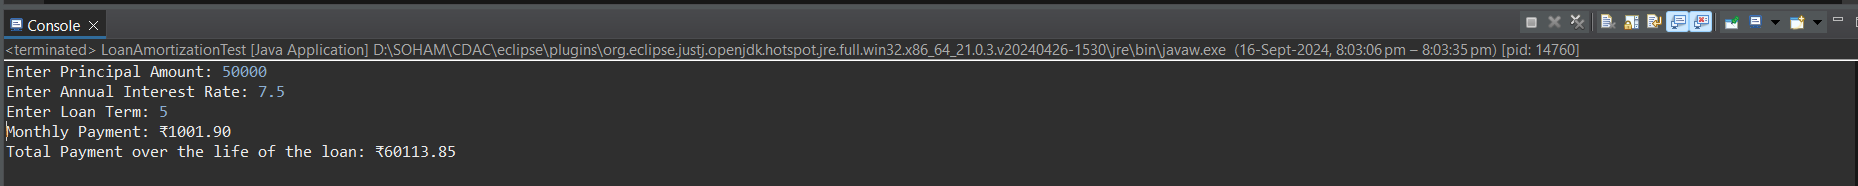 Console
<terminated> LoanAmortizationTest [Java Application] D:\SOHAM\CDAC\eclipse\plugins\org.eclipse.justj.openjdk.hotspot.jre.full.win32.x86_64_21.0.3.v20240426-1530\jre\bin\javaw.exe (16-Sept-2024, 8:03:06 pm – 8:03:35 pm) [pid: 14760]
Enter Principal Amount: 50000
Enter Annual Interest Rate: 7.5
Enter Loan Term: 5
Monthly Payment: ₹1001.90
Total Payment over the life of the loan: ₹60113.85